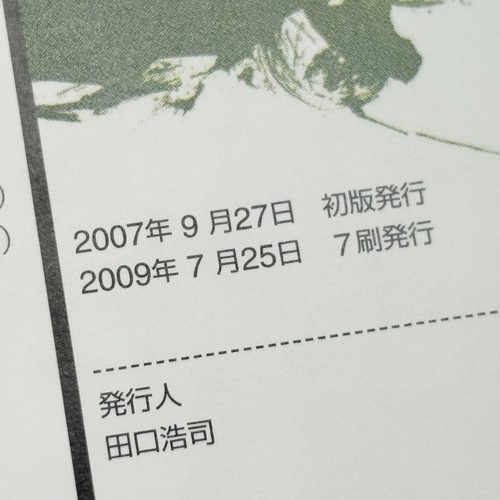 )
)
2007年 9 月27日　初版発行
2009年 7 月25日　7刷発行
発行人
田口浩司